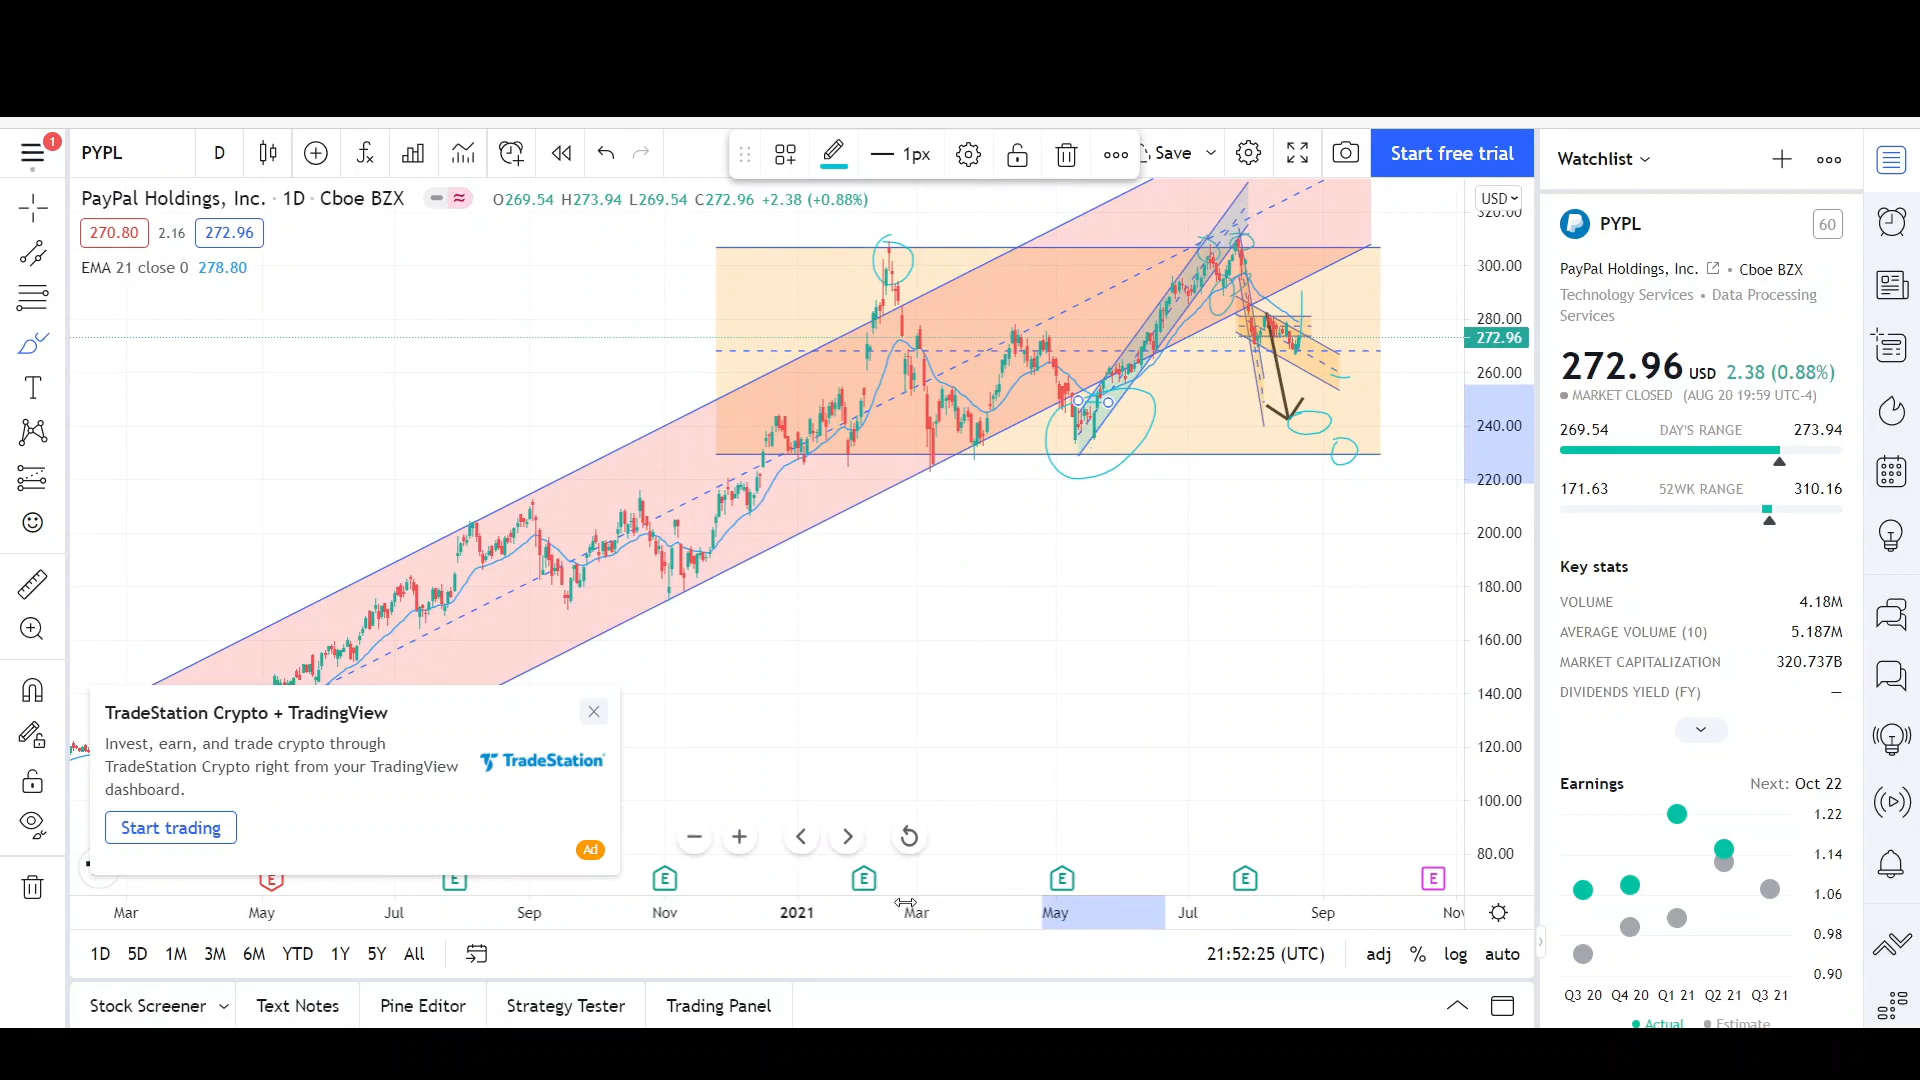 1
PYPL
D
1px
Save
Start free trial
Watchlist
PayPal Holdings, Inc. · 1D · Cboe BZX
O269.54 H273.94 L269.54 C272.96 +2.38 (+0.88%)
USD
270.80 2.16 272.96
EMA 21 close 0 278.80
320.00
300.00
280.00
272.96
260.00
240.00
220.00
200.00
180.00
160.00
140.00
120.00
100.00
80.00
PYPL
60
PayPal Holdings, Inc. • Cboe BZX
Technology Services • Data Processing
Services
272.96 USD 2.38 (0.88%)
MARKET CLOSED (AUG 20 19:59 UTC-4)
269.54 DAY'S RANGE 273.94
171.63 52WK RANGE 310.16
Key stats
VOLUME 4.18M
AVERAGE VOLUME (10) 5.187M
MARKET CAPITALIZATION 320.737B
DIVIDENDS YIELD (FY) —
Earnings Next: Oct 22
1.22
1.14
1.06
0.98
0.90
Q3 20 Q4 20 Q1 21 Q2 21 Q3 21
Actual Estimate
TradeStation Crypto + TradingView
Invest, earn, and trade crypto through
TradeStation Crypto right from your TradingView
dashboard.
TradeStation
Start trading
Ad
E E E E E E E
Mar May Jul Sep Nov 2021 Mar May Jul Sep Nov
1D 5D 1M 3M 6M YTD 1Y 5Y All
21:52:25 (UTC) adj % log auto
Stock Screener Text Notes Pine Editor Strategy Tester Trading Panel